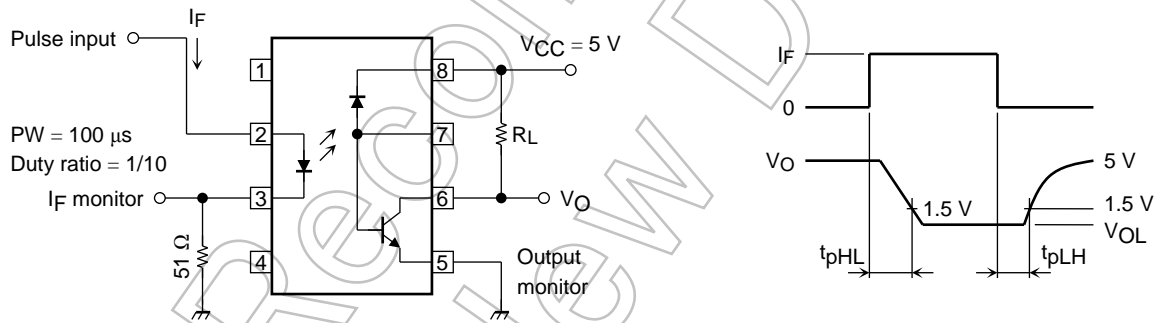 IF
Pulse input
VCC = 5 V
1
8
PW = 100 μs
2
7
RL
Duty ratio = 1/10
IF monitor
3
6
VO
51 Ω
4
5
Output
monitor
IF
0
VO
5 V
1.5 V
1.5 V
VOL
tpHL
tpLH